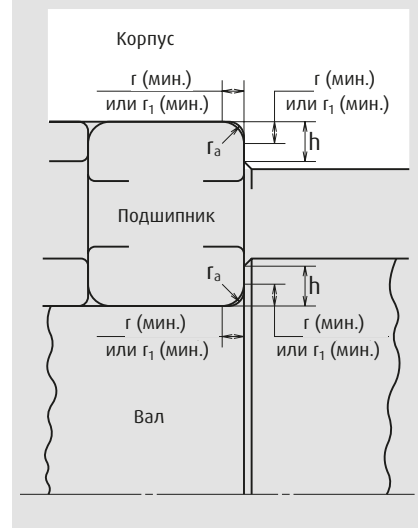 Корпус
r (мин.)
или r₁ (мин.)
r (мин.)
или r₁ (мин.)
rₐ
h
Подшипник
rₐ
h
r (мин.)
или r₁ (мин.)
r (мин.)
или r₁ (мин.)
Вал